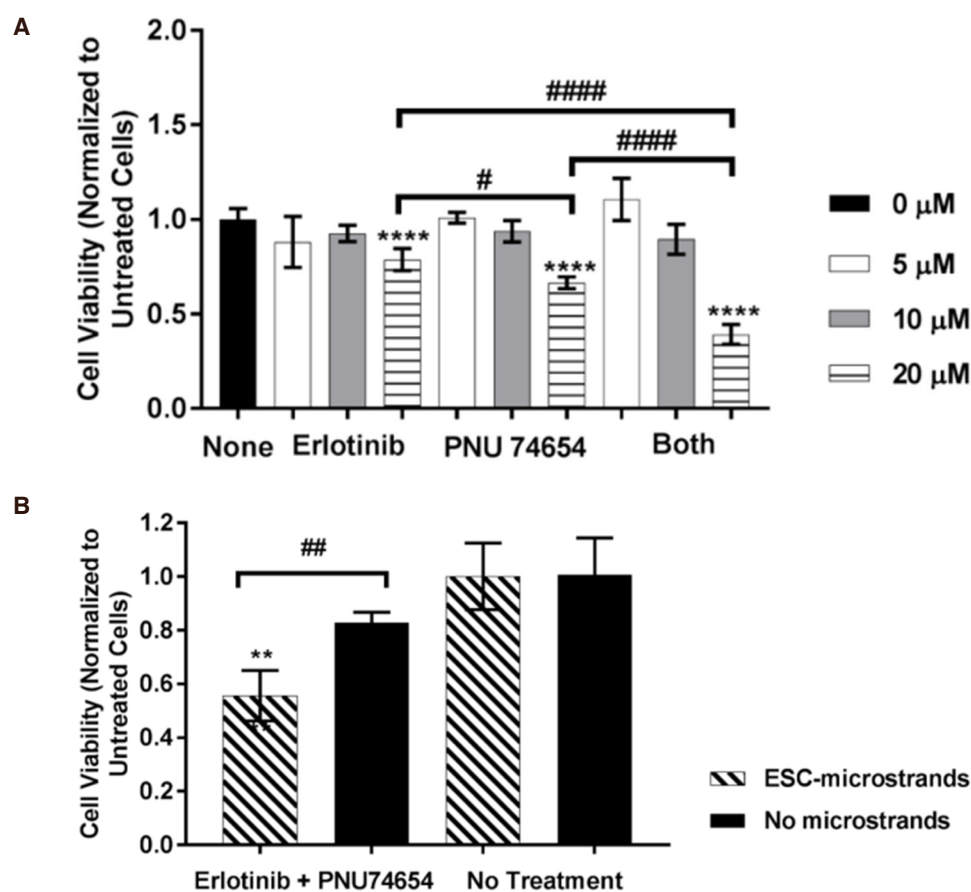 A
Cell Viability (Normalized to
Untreated Cells)
2.0
1.5
1.0
0.5
0.0
####
####
#
****
****
****
None Erlotinib PNU 74654 Both
0 μM
5 μM
10 μM
20 μM
B
Cell Viability (Normalized to
Untreated Cells)
1.2
1.0
0.8
0.6
0.4
0.2
0.0
##
**
**
Erlotinib + PNU74654 No Treatment
ESC-microstrands
No microstrands